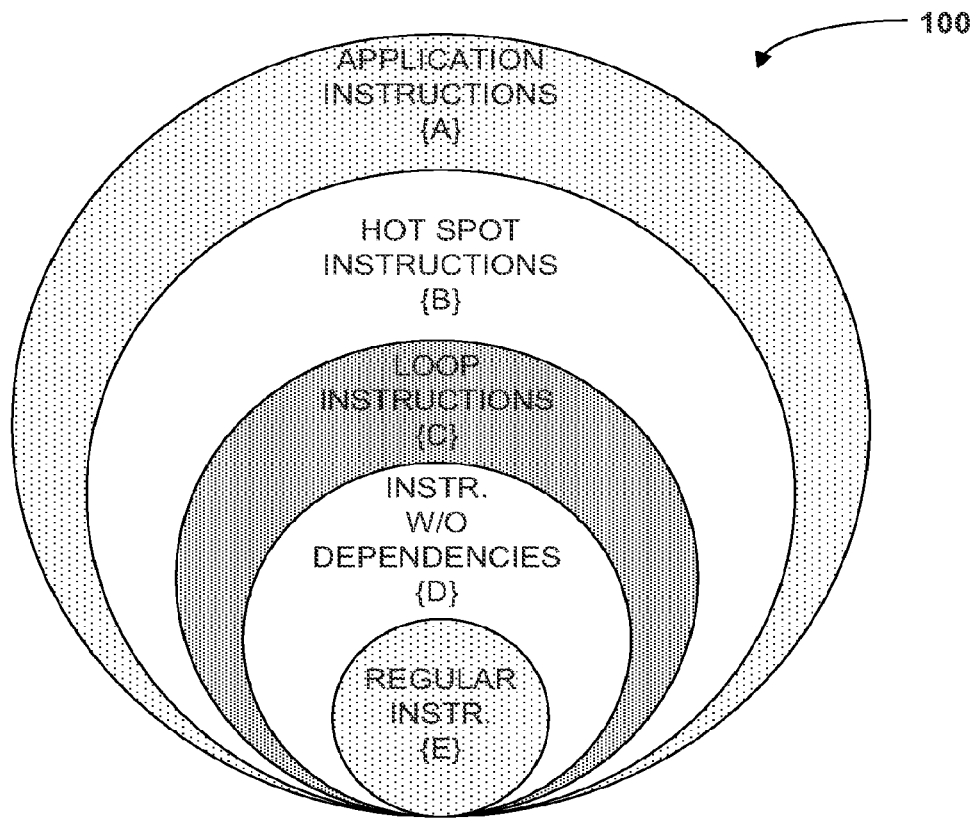 100
APPLICATION
INSTRUCTIONS
{A}
HOT SPOT
INSTRUCTIONS
{B}
LOOP
INSTRUCTIONS
{C}
INSTR.
W/O
DEPENDENCIES
{D}
REGULAR
INSTR.
{E}